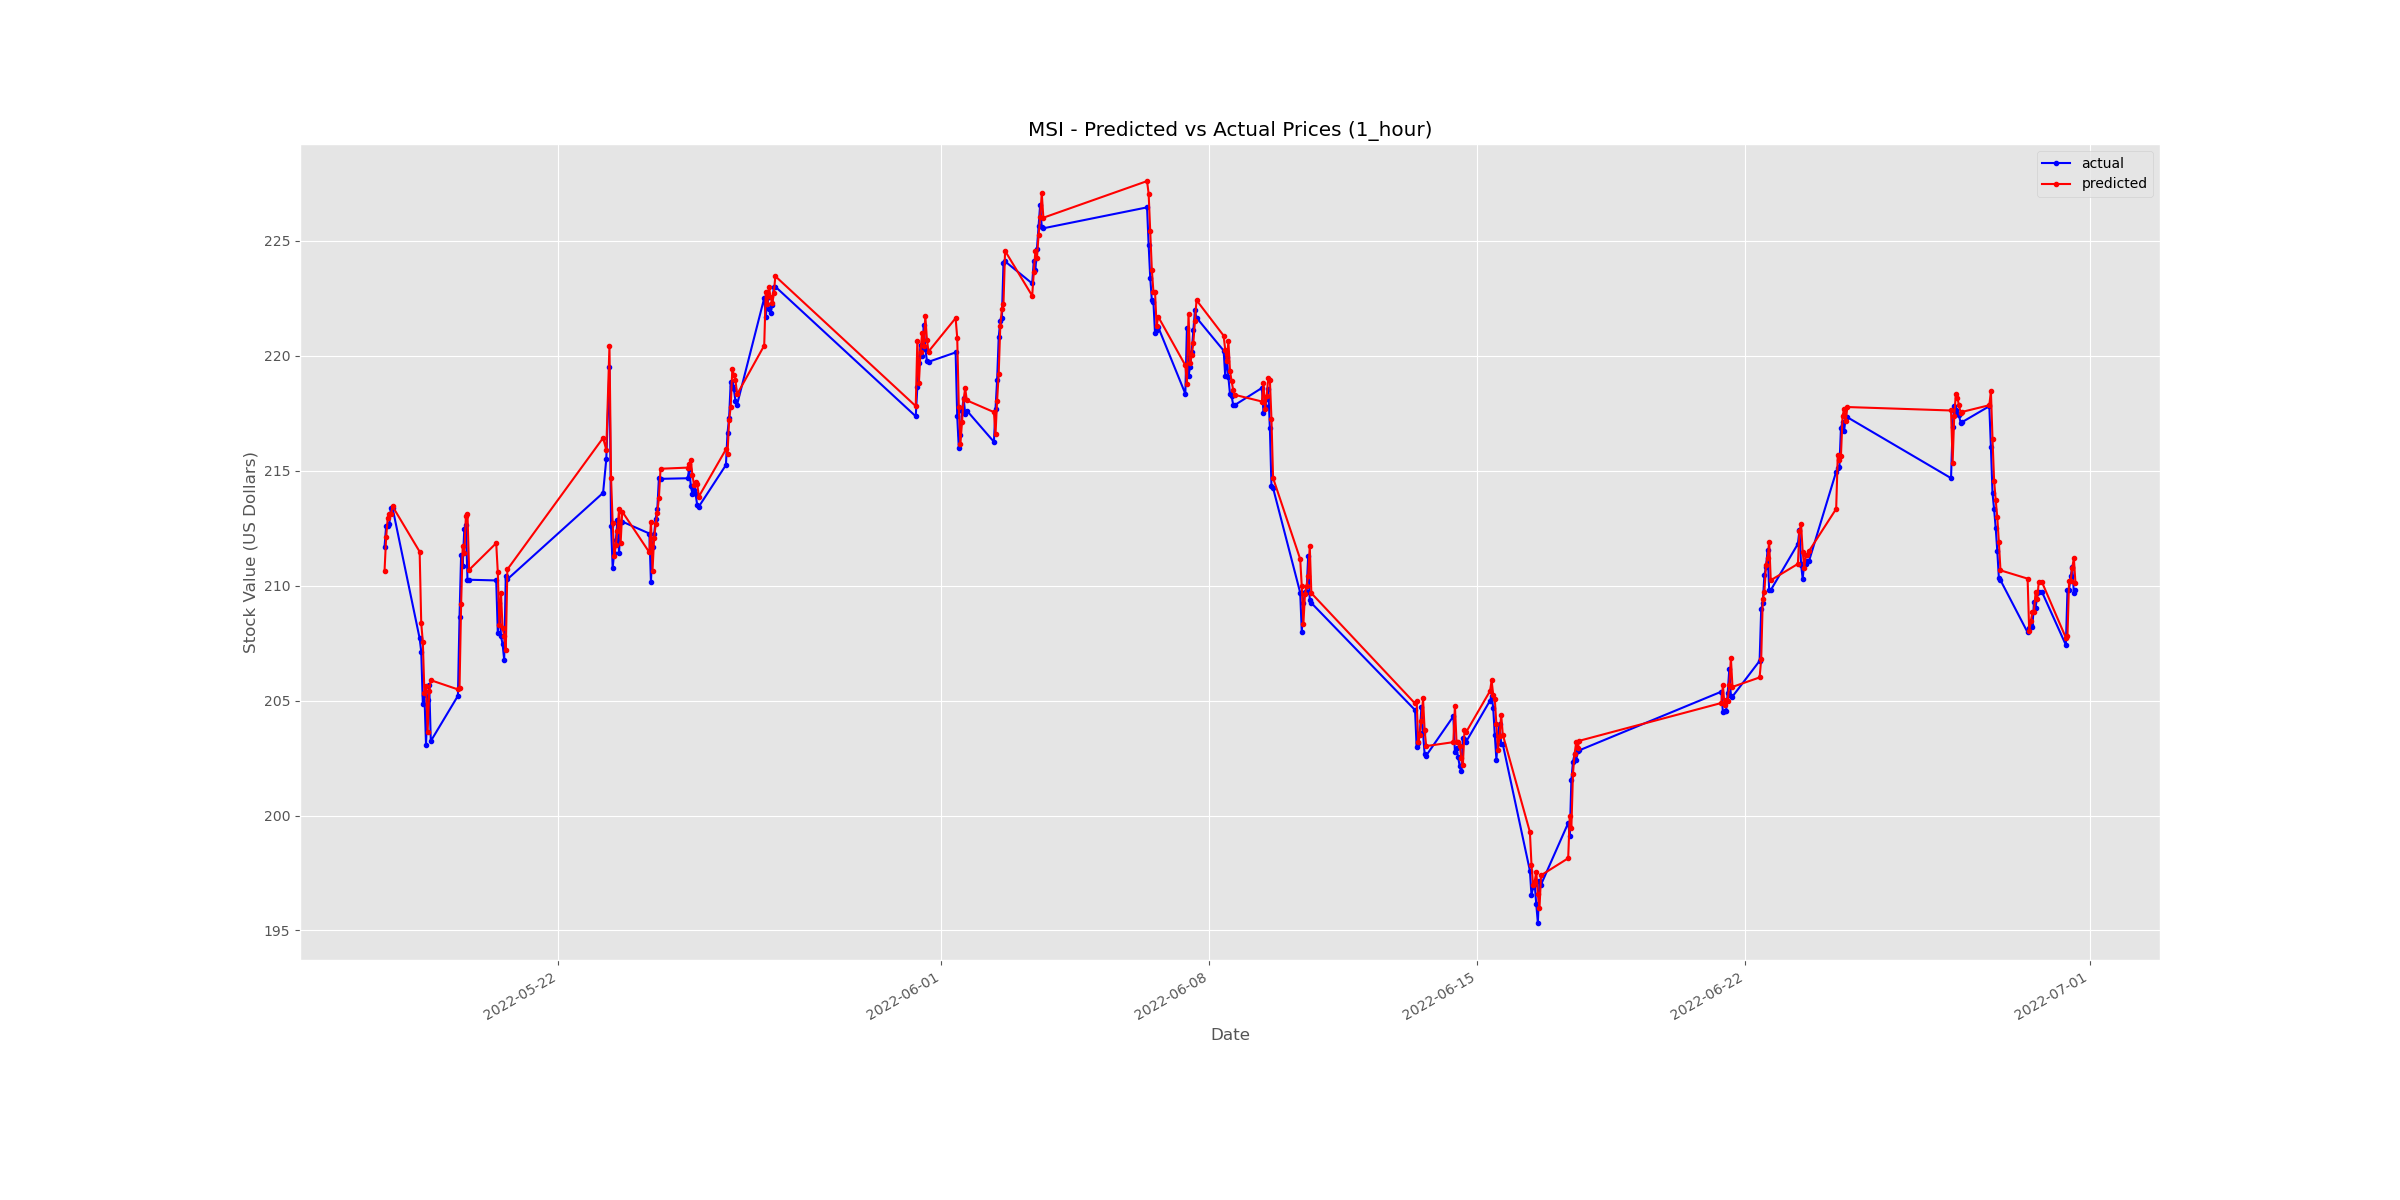 MSI - Predicted vs Actual Prices (1_hour)
actual
predicted
Stock Value (US Dollars)
225
220
215
210
205
200
195
2022-05-22
2022-06-01
2022-06-08
2022-06-15
2022-06-22
2022-07-01
Date